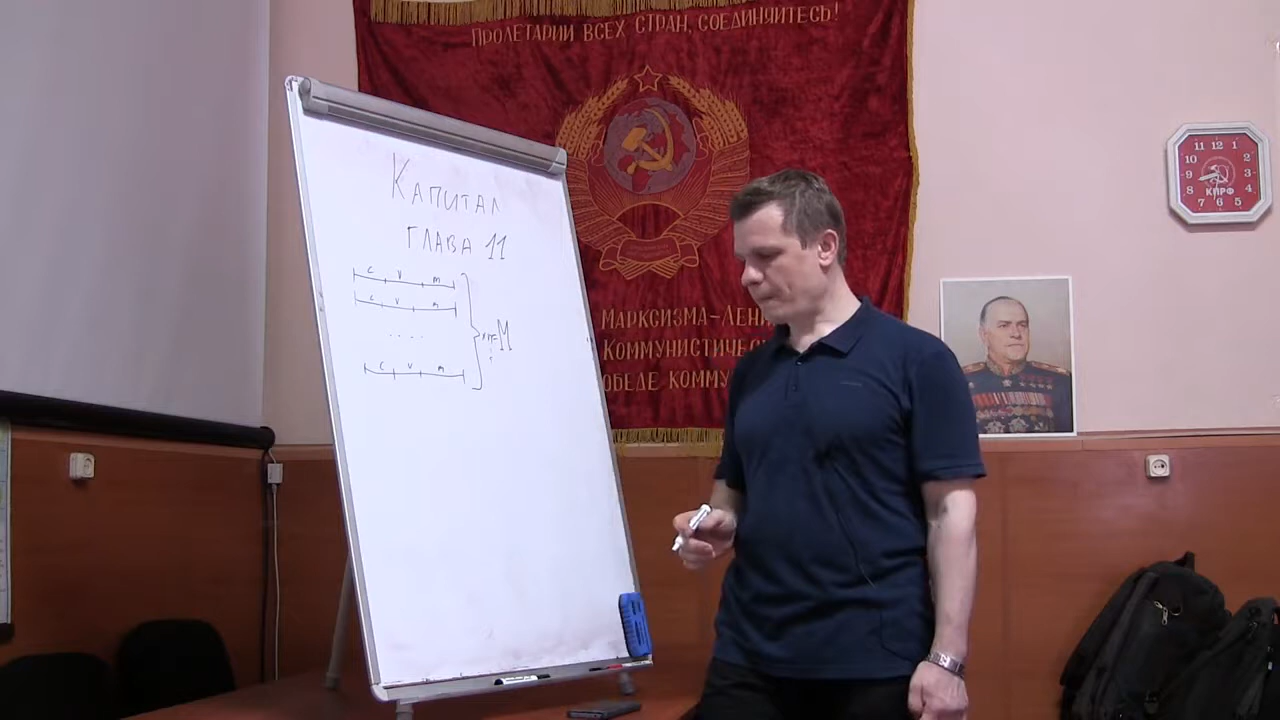 ПРОЛЕТАРИИ ВСЕХ СТРАН, СОЕДИНЯЙТЕСЬ!
МАРКСИЗМА-ЛЕНИ
КОММУНИСТИЧЕС
ОБЕДЕ КОММУ
КАПИТАЛ
ГЛАВА 11
c v m
c v m
....
c v m
M
11 12 1
10 2
9 3
8 4
7 6 5
КПРФ